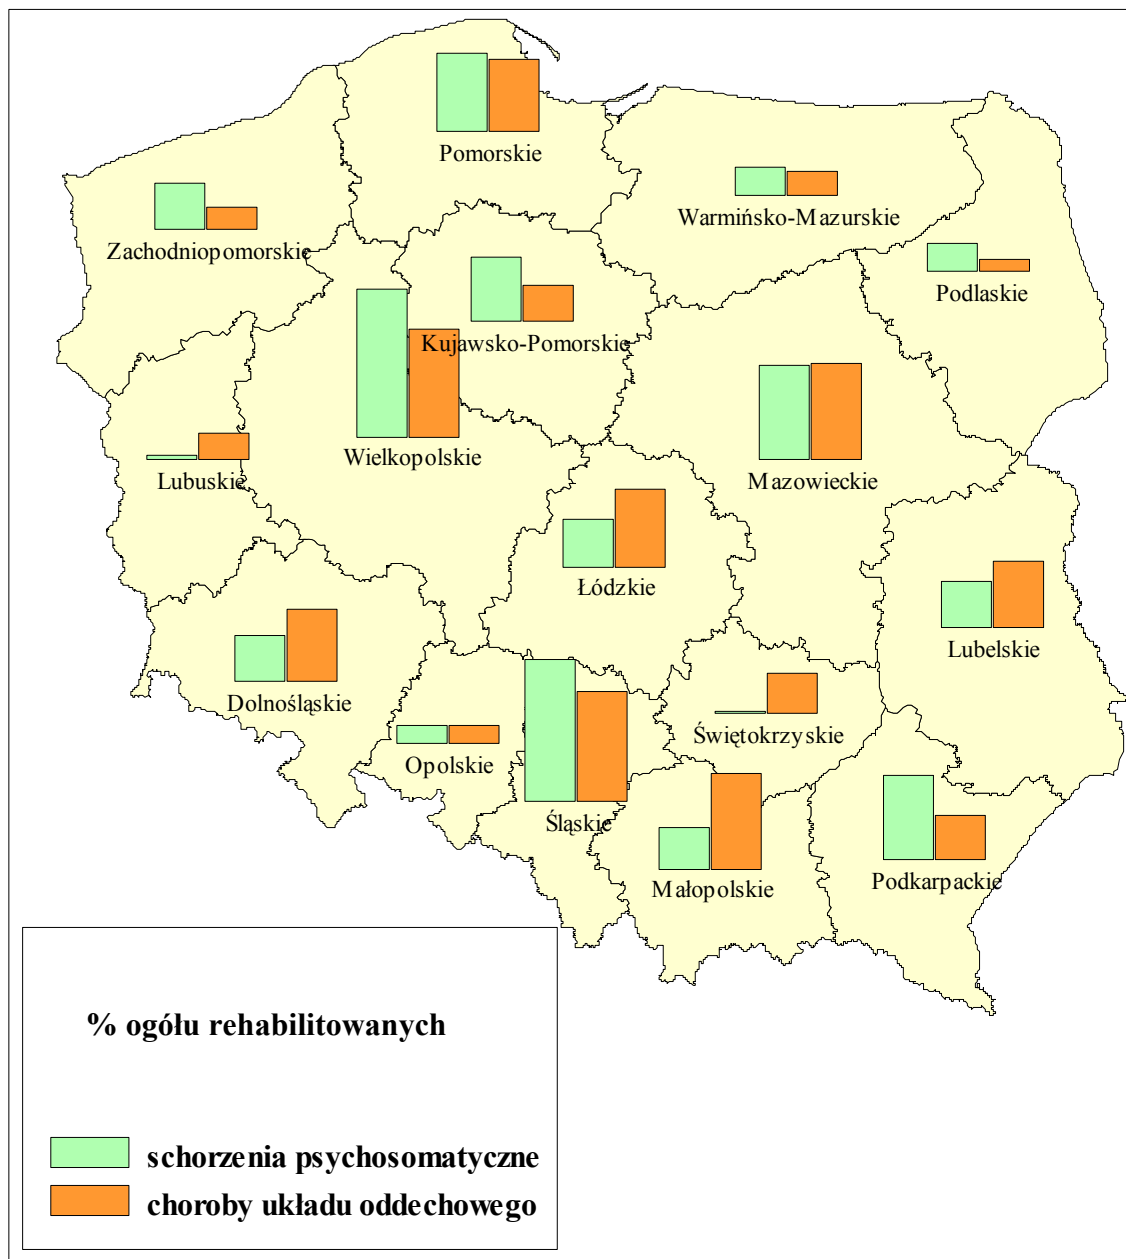 Pomorskie
Warmińsko-Mazurskie
Zachodniopomorskie
Podlaskie
Kujawsko-Pomorskie
Wielkopolskie
Lubuskie
Mazowieckie
Łódzkie
Lubelskie
Dolnośląskie
Świętokrzyskie
Opolskie
Śląskie
Małopolskie
Podkarpackie
% ogółu rehabilitowanych
schorzenia psychosomatyczne
choroby układu oddechowego